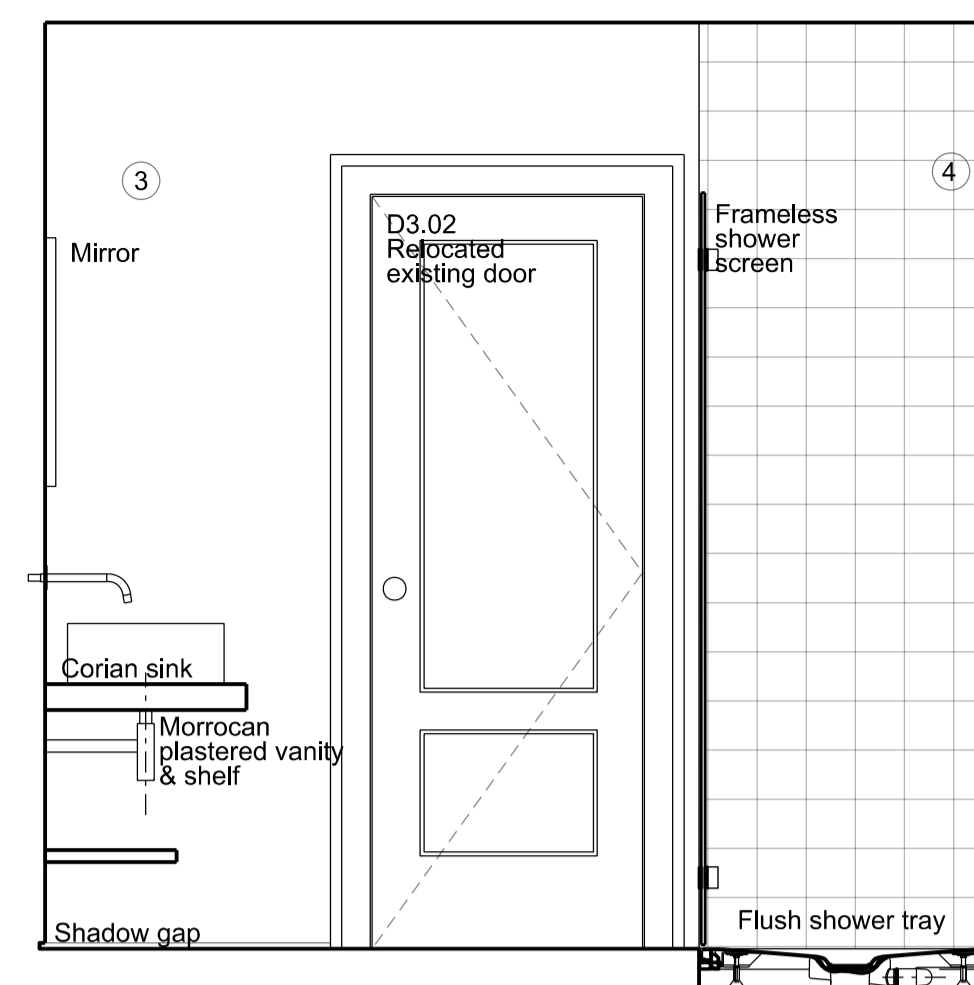 3
4
D3.02
Relocated
existing door
Frameless
shower
screen
Mirror
Corian sink
Morrocan
plastered vanity
& shelf
Shadow gap
Flush shower tray